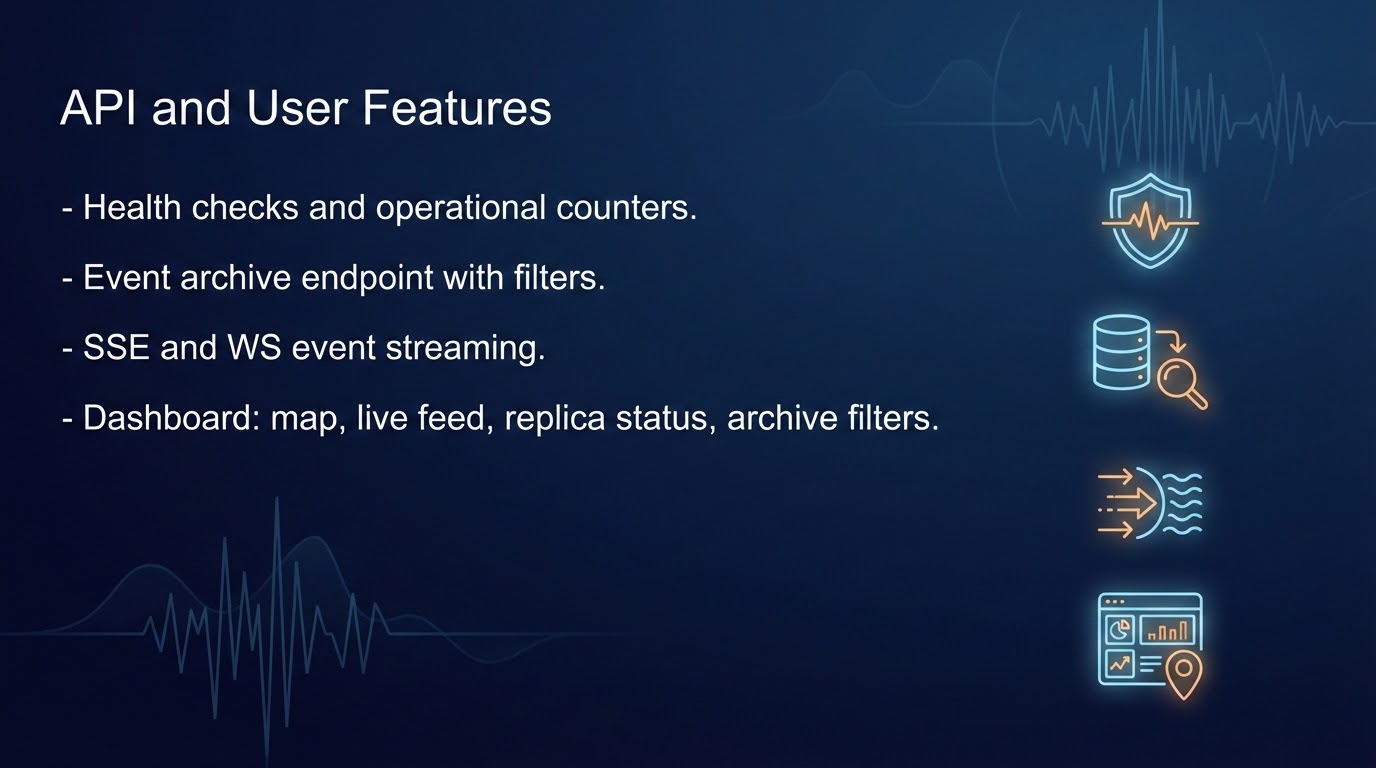 API and User Features
- Health checks and operational counters.
- Event archive endpoint with filters.
- SSE and WS event streaming.
- Dashboard: map, live feed, replica status, archive filters.